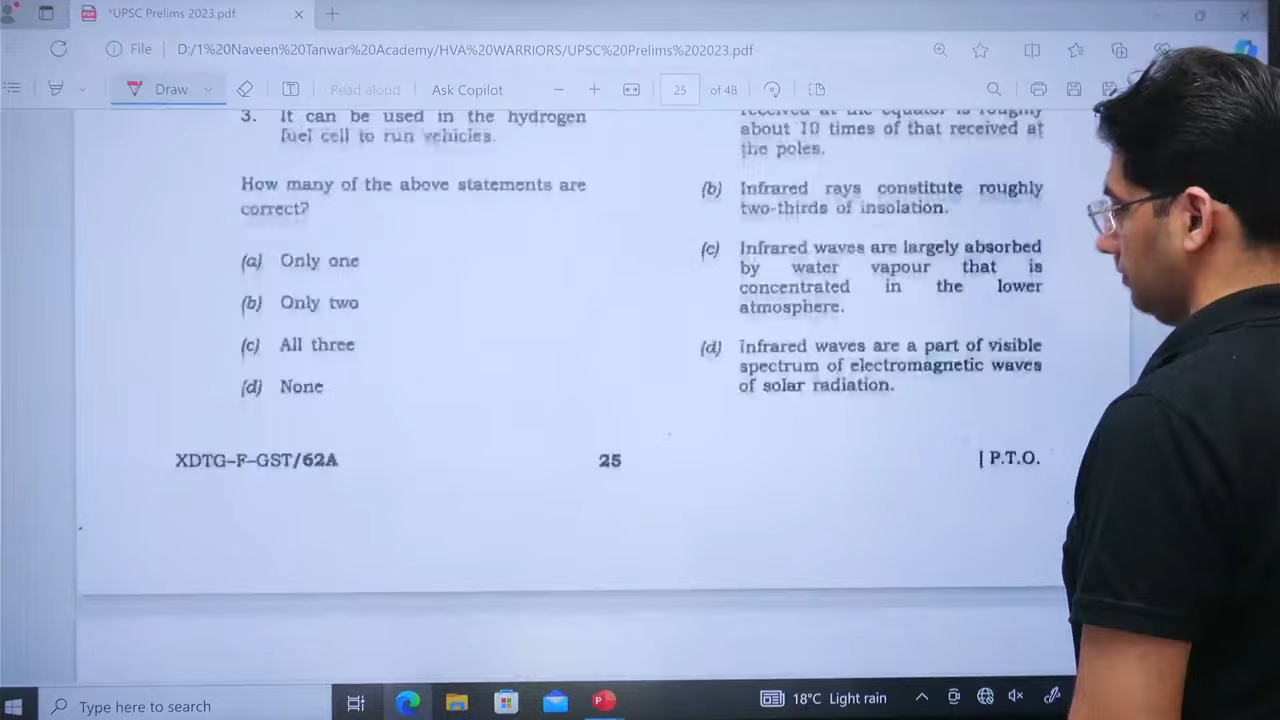 *UPSC Prelims 2023.pdf
File
D:/1%20Naveen%20Tanwar%20Academy/HVA%20WARRIORS/UPSC%20Prelims%202023.pdf
Draw
Read aloud
Ask Copilot
25
of 48
3. It can be used in the hydrogen
fuel cell to run vehicles.
How many of the above statements are
correct?
(a) Only one
(b) Only two
(c) All three
(d) None
received at the equator is roughly
about 10 times of that received at
the poles.
(b) Infrared rays constitute roughly
two-thirds of insolation.
(c) Infrared waves are largely absorbed
by water vapour that is
concentrated in the lower
atmosphere.
(d) Infrared waves are a part of visible
spectrum of electromagnetic waves
of solar radiation.
XDTG-F-GST/62A
25
[ P.T.O.
Type here to search
18°C Light rain